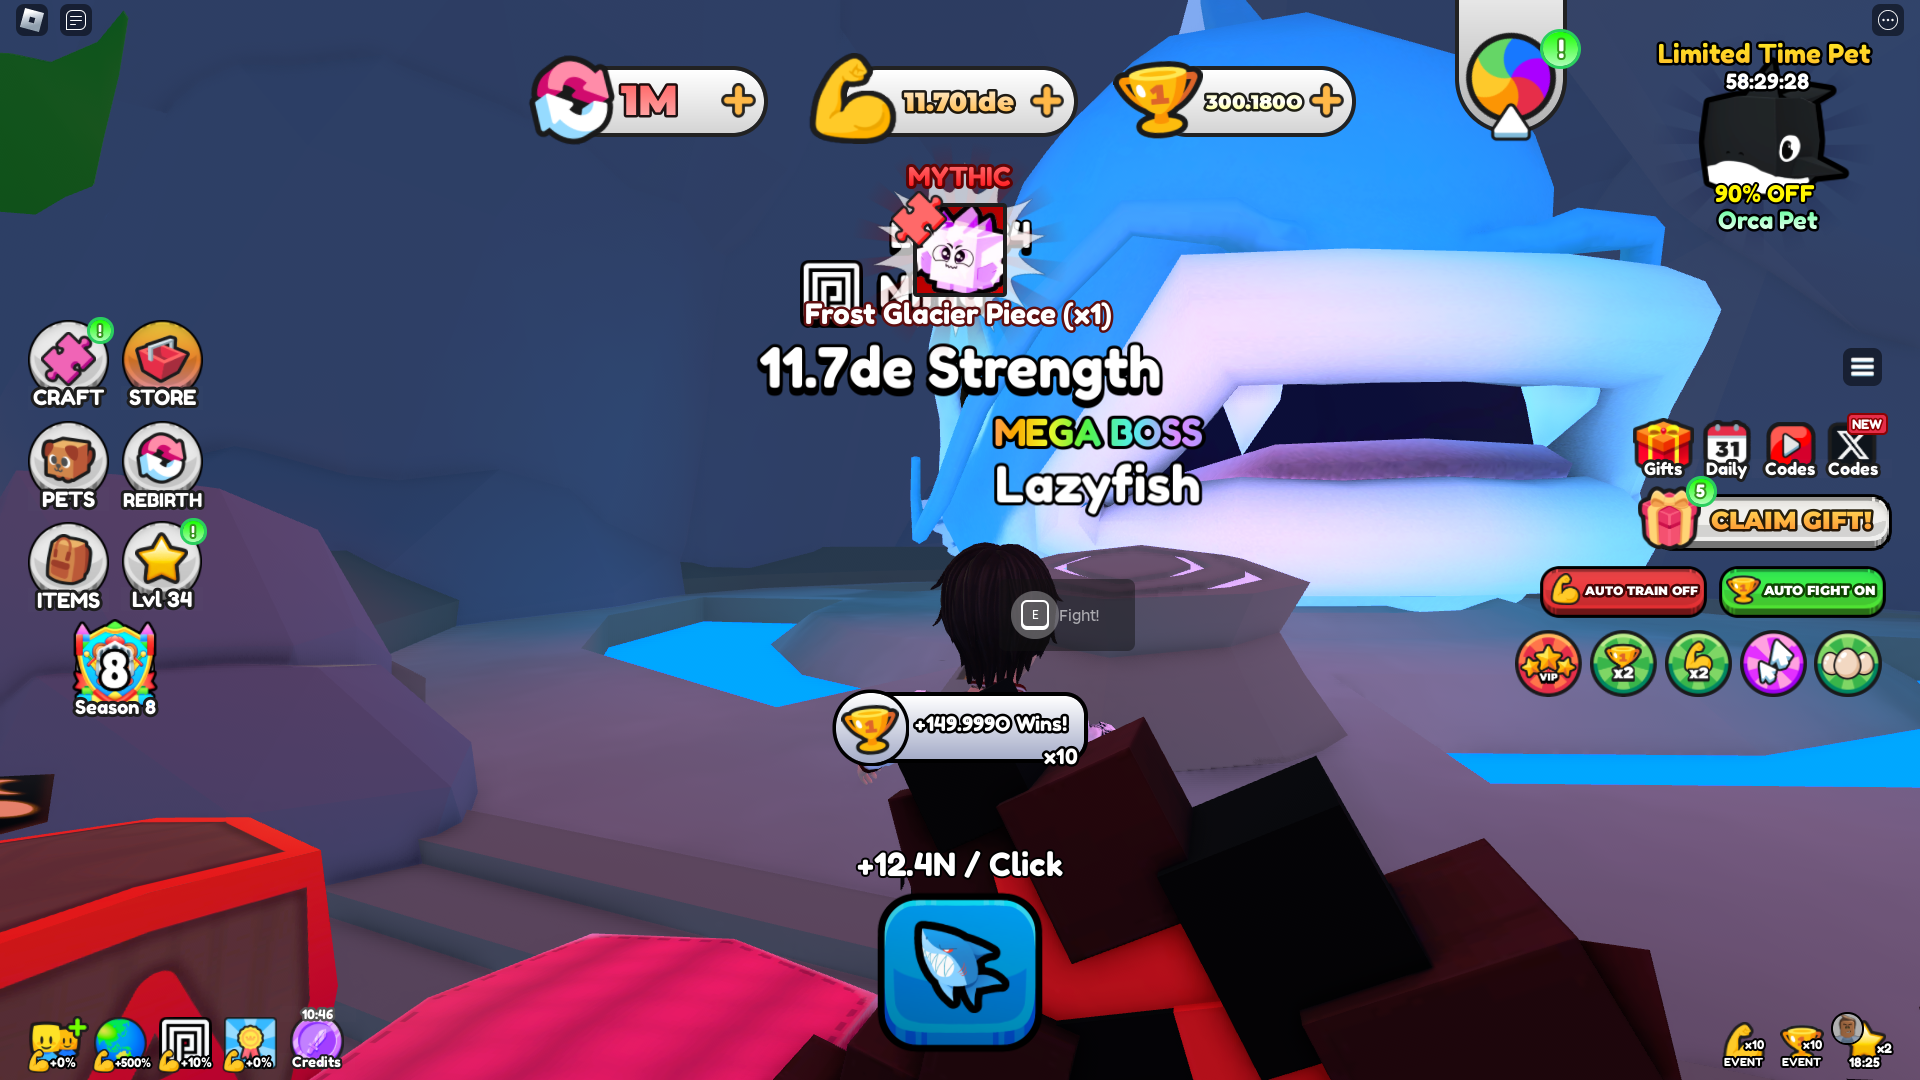 1M
11.701de
300.180O
Limited Time Pet
58:29:28
90% OFF
Orca Pet
MYTHIC
Frost Glacier Piece (x1)
11.7de Strength
MEGA BOSS
Lazyfish
CRAFT
STORE
PETS
REBIRTH
ITEMS
Lvl 34
8
Season 8
NEW
31
Gifts
Daily
Codes
Codes
5
CLAIM GIFT!
AUTO TRAIN OFF
AUTO FIGHT ON
VIP
x2
x2
E
Fight!
+149.999O Wins!
x10
+12.4N / Click
+0%
+500%
+10%
+0%
10:46
Credits
x10
EVENT
x10
EVENT
x2
18:25